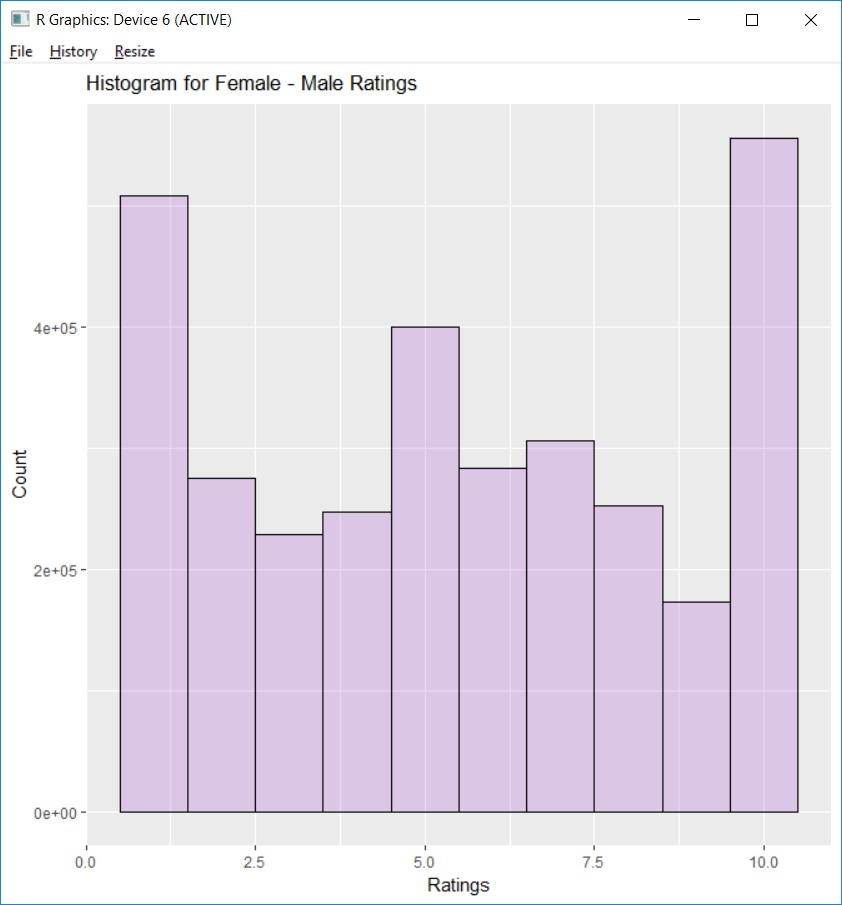 R Graphics: Device 6 (ACTIVE)
File History Resize
Histogram for Female - Male Ratings
Count
4e+05
2e+05
0e+00
0.0 2.5 5.0 7.5 10.0
Ratings